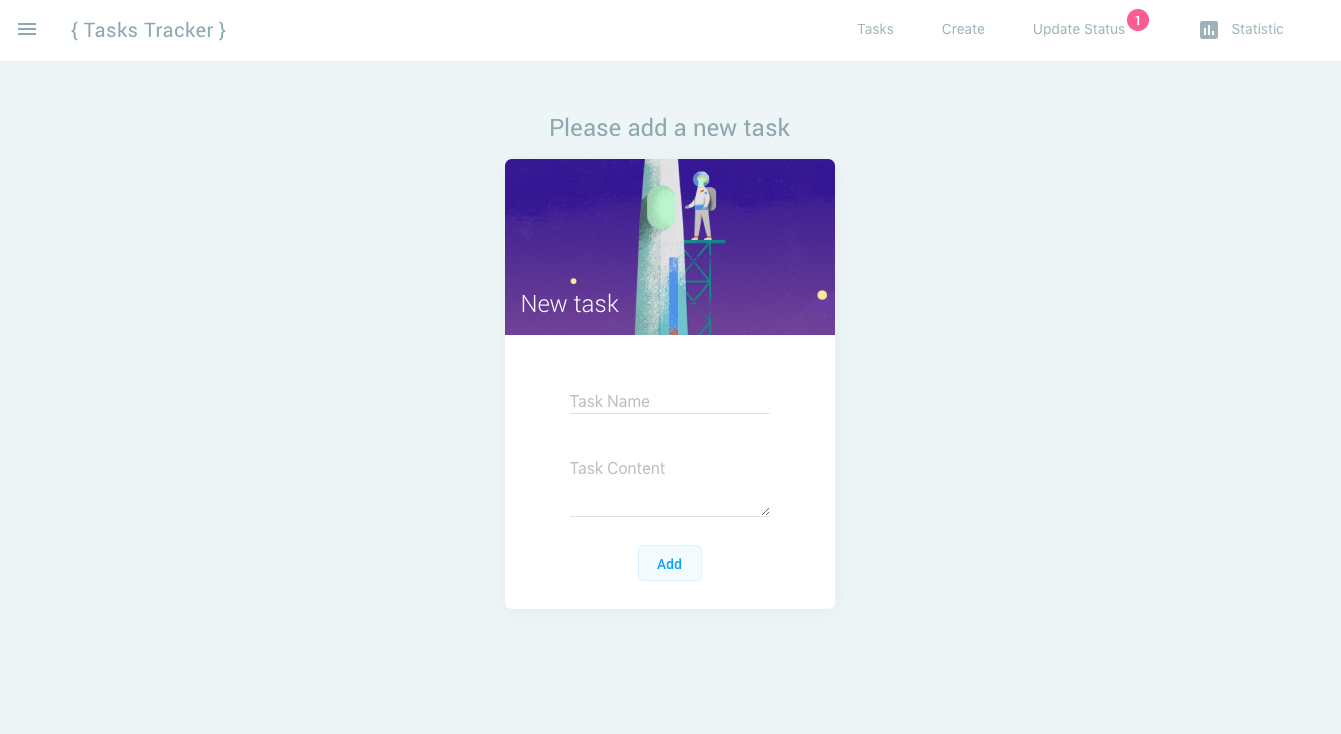 { Tasks Tracker }
Tasks
Create
Update Status
1
Statistic
Please add a new task
New task
Task Name
Task Content
Add